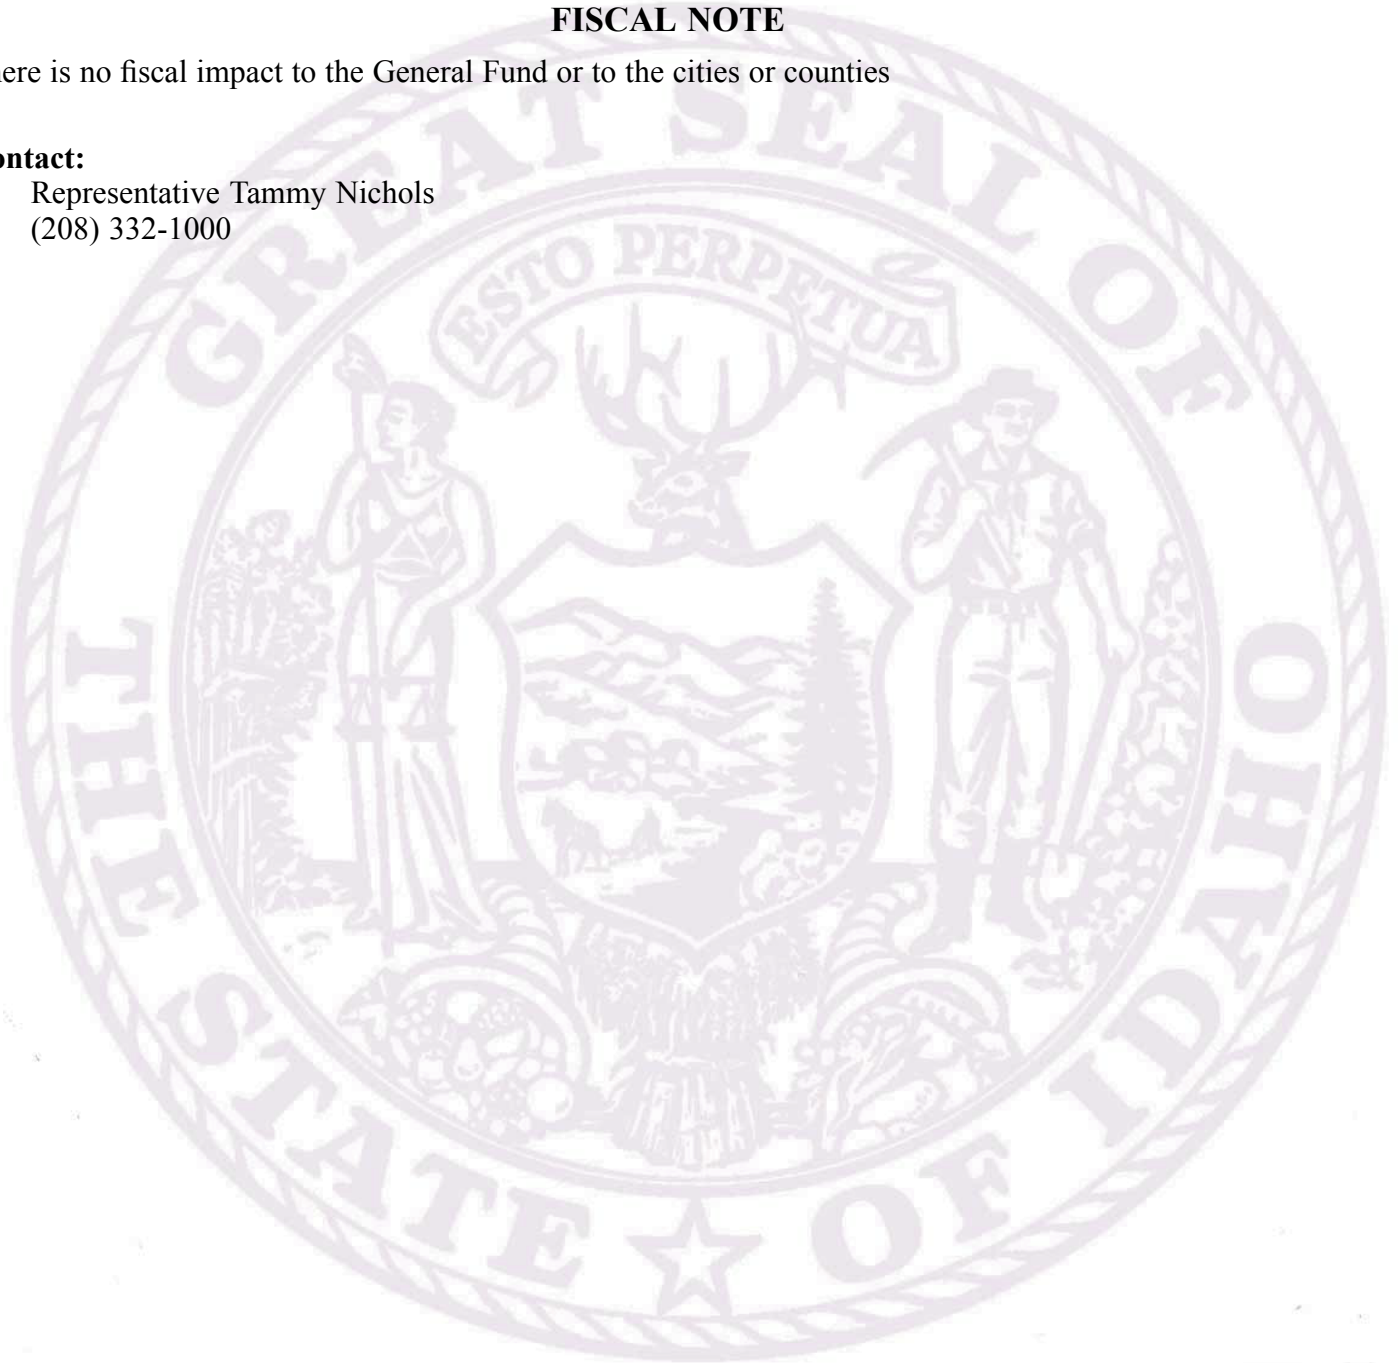 FISCAL NOTE
here is no fiscal impact to the General Fund or to the cities or counties
ontact:
Representative Tammy Nichols
(208) 332-1000
GREAT SEAL OF
THE STATE OF IDAHO
ESTO PERPETUA